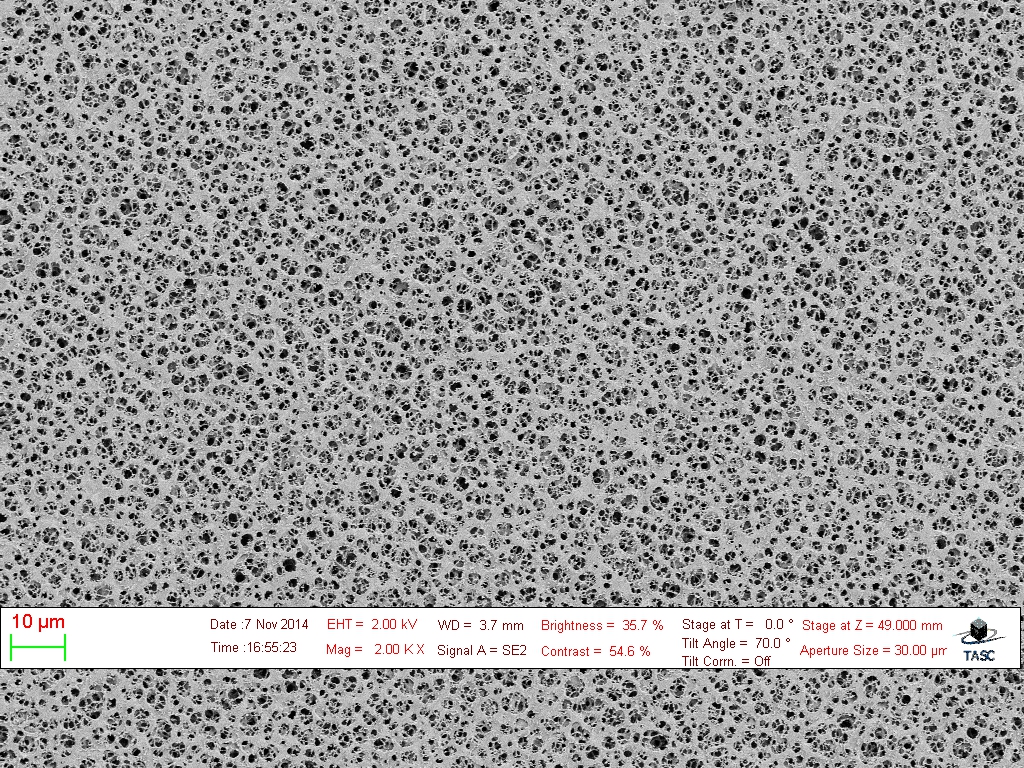 10 µm
Date :7 Nov 2014
Time :16:55:23
EHT = 2.00 kV
Mag = 2.00 K X
WD = 3.7 mm
Signal A = SE2
Brightness = 35.7 %
Contrast = 54.6 %
Stage at T = 0.0 °
Tilt Angle = 70.0 °
Tilt Corrn. = Off
Stage at Z = 49.000 mm
Aperture Size = 30.00 µm
TASC